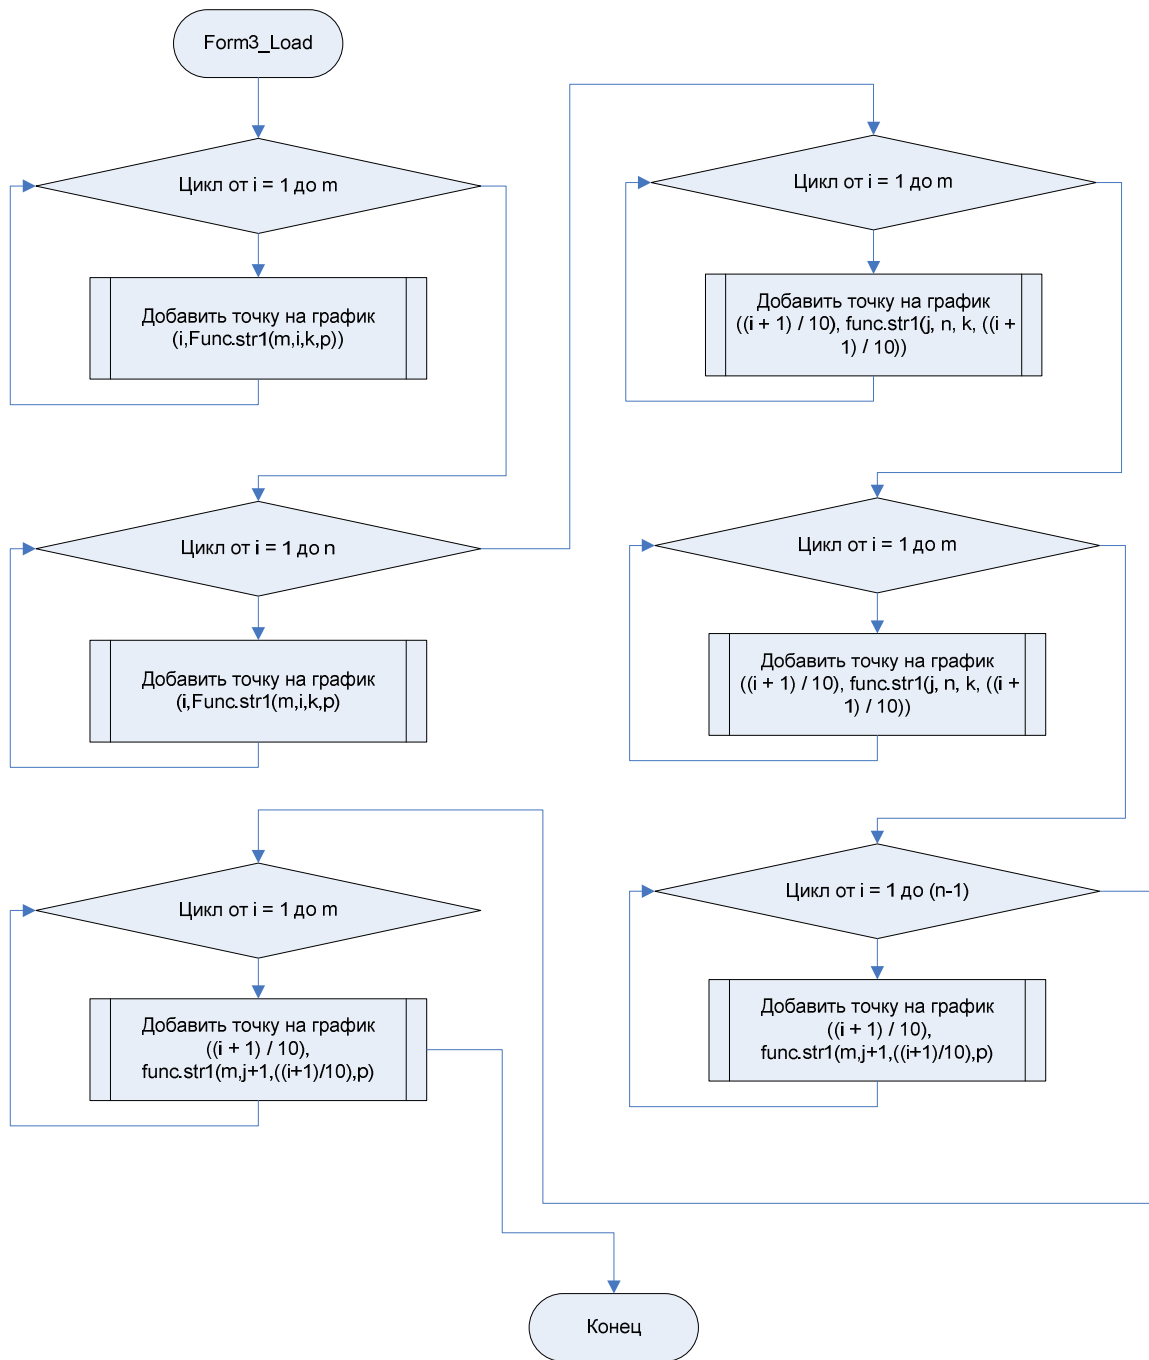 Form3_Load
Цикл от i = 1 до m
Добавить точку на график
(i,Func.str1(m,i,k,p))
Цикл от i = 1 до n
Добавить точку на график
(i,Func.str1(m,i,k,p)
Цикл от i = 1 до m
Добавить точку на график
((i + 1) / 10), func.str1(j, n, k, ((i +
1) / 10))
Цикл от i = 1 до m
Добавить точку на график
((i + 1) / 10), func.str1(j, n, k, ((i +
1) / 10))
Цикл от i = 1 до (n-1)
Добавить точку на график
((i + 1) / 10),
func.str1(m,j+1,((i+1)/10),p)
Цикл от i = 1 до m
Добавить точку на график
((i + 1) / 10),
func.str1(m,j+1,((i+1)/10),p)
Конец